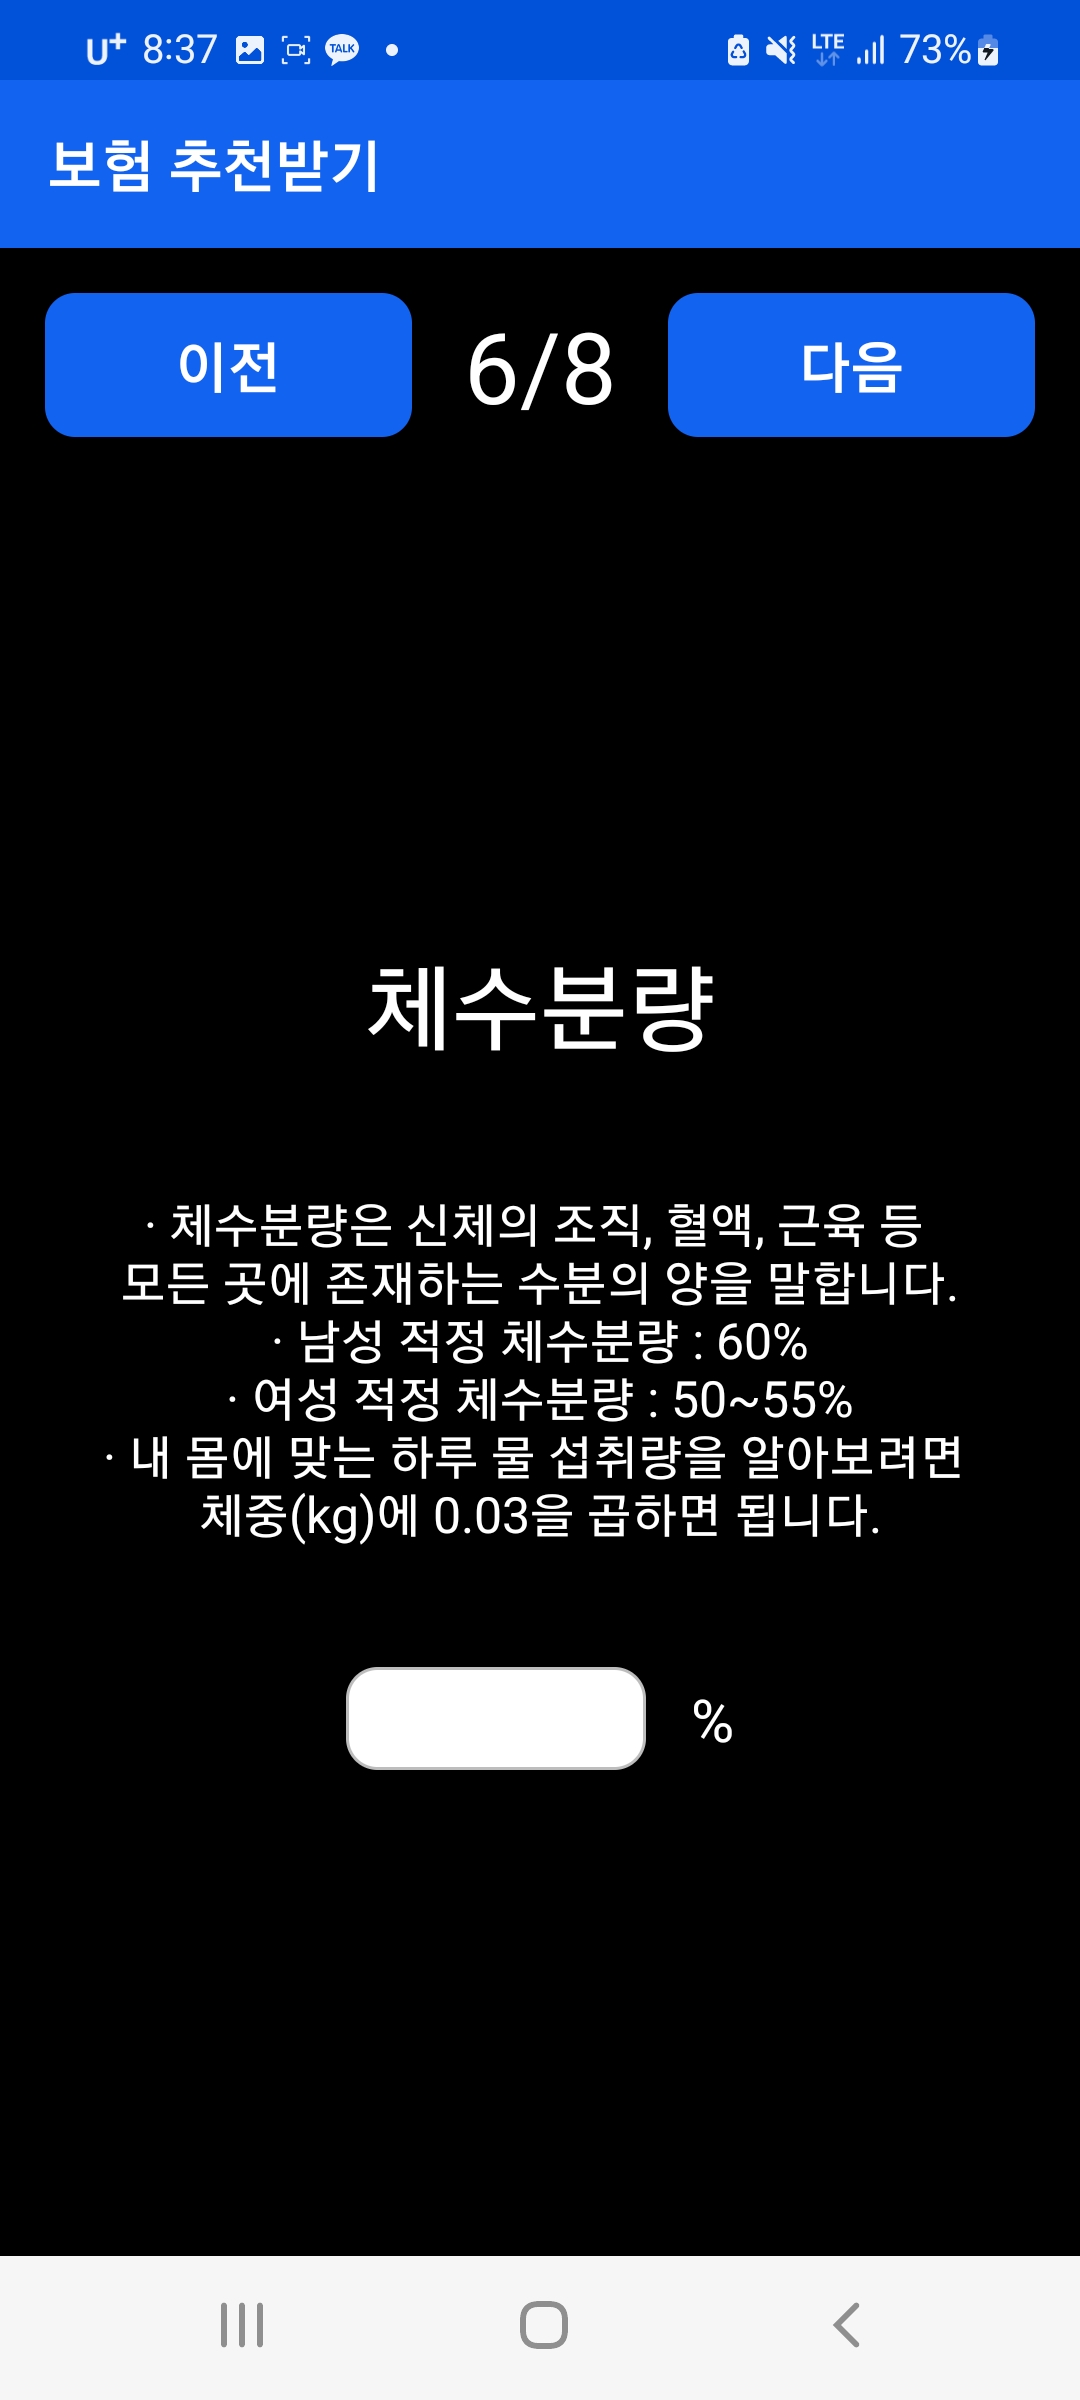 U+ 8:37 TALK LTE 73%
보험 추천받기
이전 6/8 다음
체수분량
· 체수분량은 신체의 조직, 혈액, 근육 등
모든 곳에 존재하는 수분의 양을 말합니다.
· 남성 적정 체수분량 : 60%
· 여성 적정 체수분량 : 50~55%
· 내 몸에 맞는 하루 물 섭취량을 알아보려면
체중(kg)에 0.03을 곱하면 됩니다.
%